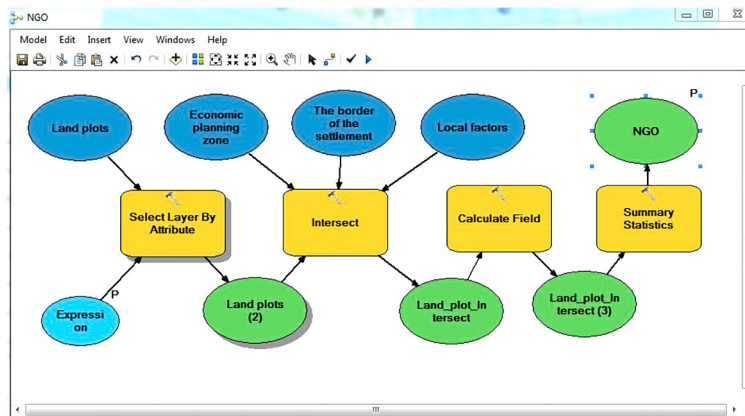 NGO
Model Edit Insert View Windows Help
Land plots
Economic
planning
zone
The border
of the
settlement
Local factors
P
NGO
Select Layer By
Attribute
Intersect
Calculate Field
Summary
Statistics
P
Expressi
on
Land plots
(2)
Land_plot_In
tersect
Land_plot_In
tersect (3)